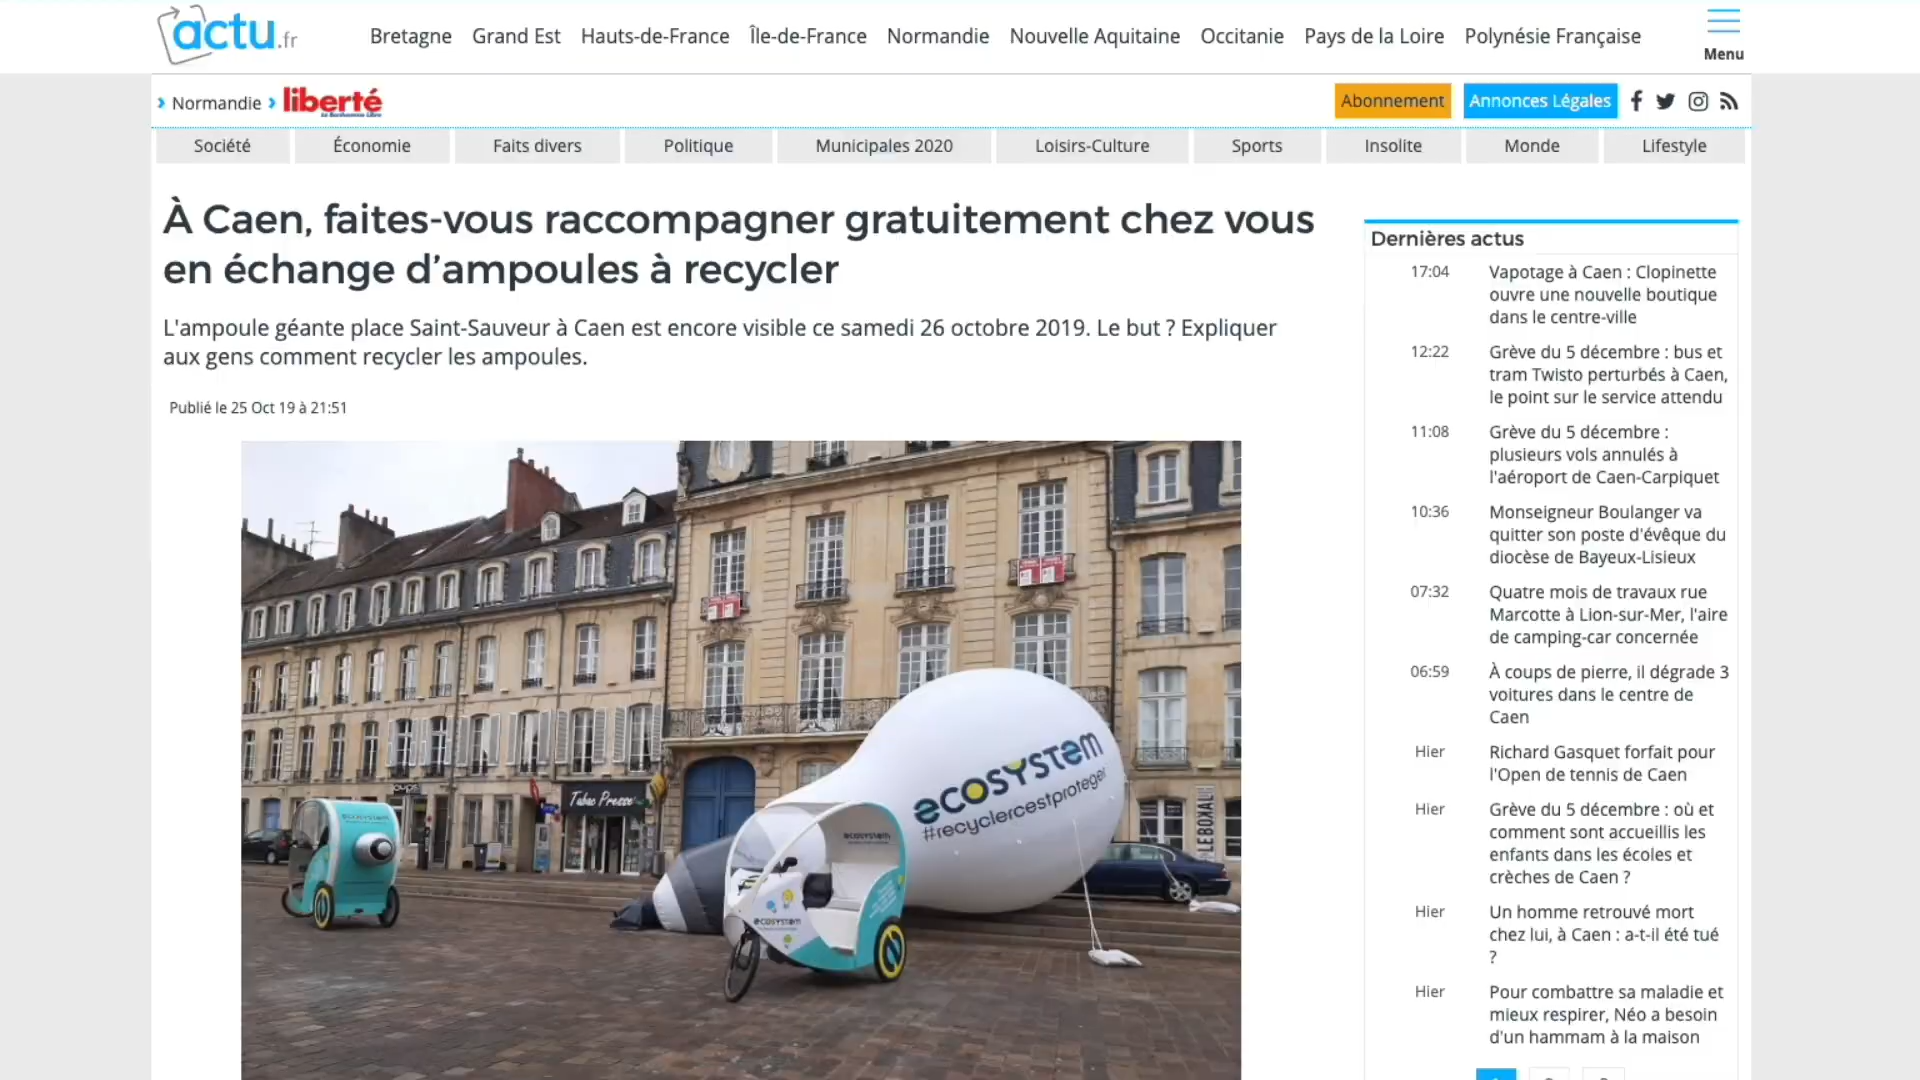 actu.fr
Bretagne Grand Est Hauts-de-France Île-de-France Normandie Nouvelle Aquitaine Occitanie Pays de la Loire Polynésie Française
Menu
Normandie
liberté
Le Bonhomme Libre
Abonnement
Annonces Légales
Société Économie Faits divers Politique Municipales 2020 Loisirs-Culture Sports Insolite Monde Lifestyle
À Caen, faites-vous raccompagner gratuitement chez vous
en échange d’ampoules à recycler
L'ampoule géante place Saint-Sauveur à Caen est encore visible ce samedi 26 octobre 2019. Le but ? Expliquer
aux gens comment recycler les ampoules.
Publié le 25 Oct 19 à 21:51
Tabac Presse
ecosystem
#recyclercestproteger
ecosystem
ecosystem
ecosystem
LE BOXAL
Dernières actus
17:04 Vapotage à Caen : Clopinette
ouvre une nouvelle boutique
dans le centre-ville
12:22 Grève du 5 décembre : bus et
tram Twisto perturbés à Caen,
le point sur le service attendu
11:08 Grève du 5 décembre :
plusieurs vols annulés à
l'aéroport de Caen-Carpiquet
10:36 Monseigneur Boulanger va
quitter son poste d'évêque du
diocèse de Bayeux-Lisieux
07:32 Quatre mois de travaux rue
Marcotte à Lion-sur-Mer, l'aire
de camping-car concernée
06:59 À coups de pierre, il dégrade 3
voitures dans le centre de
Caen
Hier Richard Gasquet forfait pour
l'Open de tennis de Caen
Hier Grève du 5 décembre : où et
comment sont accueillis les
enfants dans les écoles et
crèches de Caen ?
Hier Un homme retrouvé mort
chez lui, à Caen : a-t-il été tué
?
Hier Pour combattre sa maladie et
mieux respirer, Néo a besoin
d'un hammam à la maison